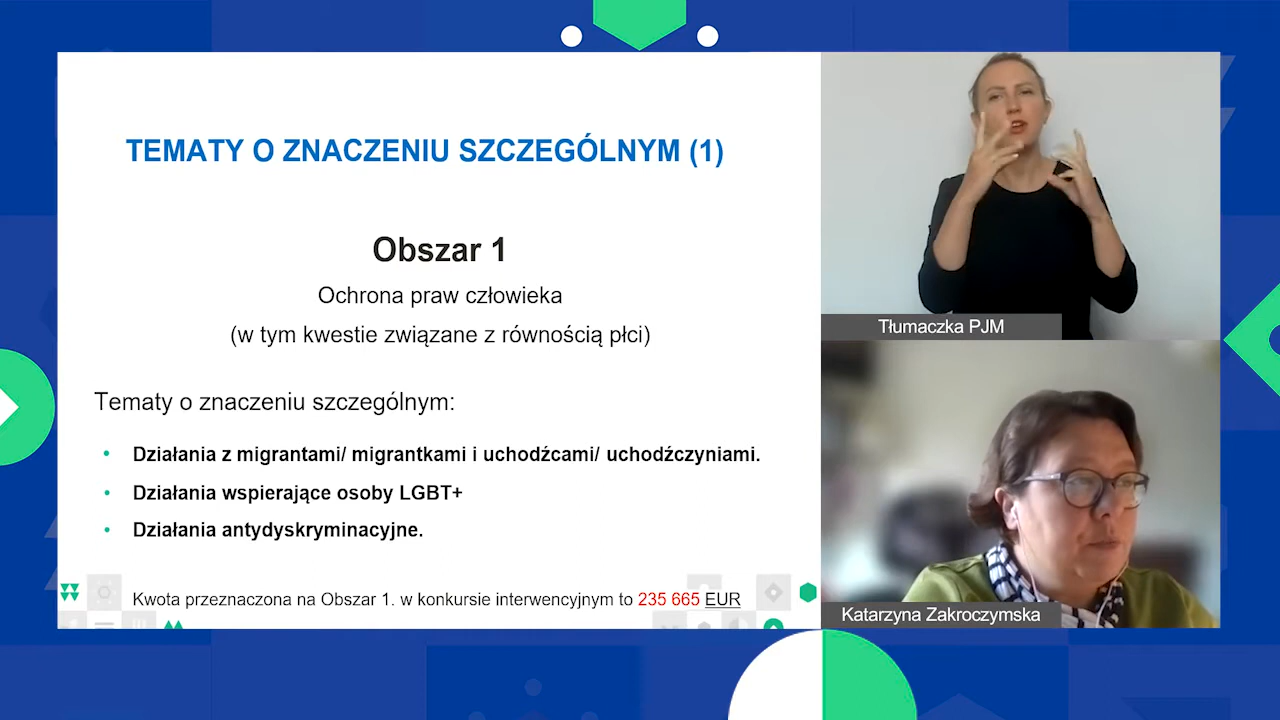 TEMATY O ZNACZENIU SZCZEGÓLNYM (1)
Obszar 1
Ochrona praw człowieka
(w tym kwestie związane z równością płci)
Tematy o znaczeniu szczególnym:
• Działania z migrantami/ migrantkami i uchodźcami/ uchodźczyniami.
• Działania wspierające osoby LGBT+
• Działania antydyskryminacyjne.
Kwota przeznaczona na Obszar 1. w konkursie interwencyjnym to 235 665 EUR
Tłumaczka PJM
Katarzyna Zakroczymska